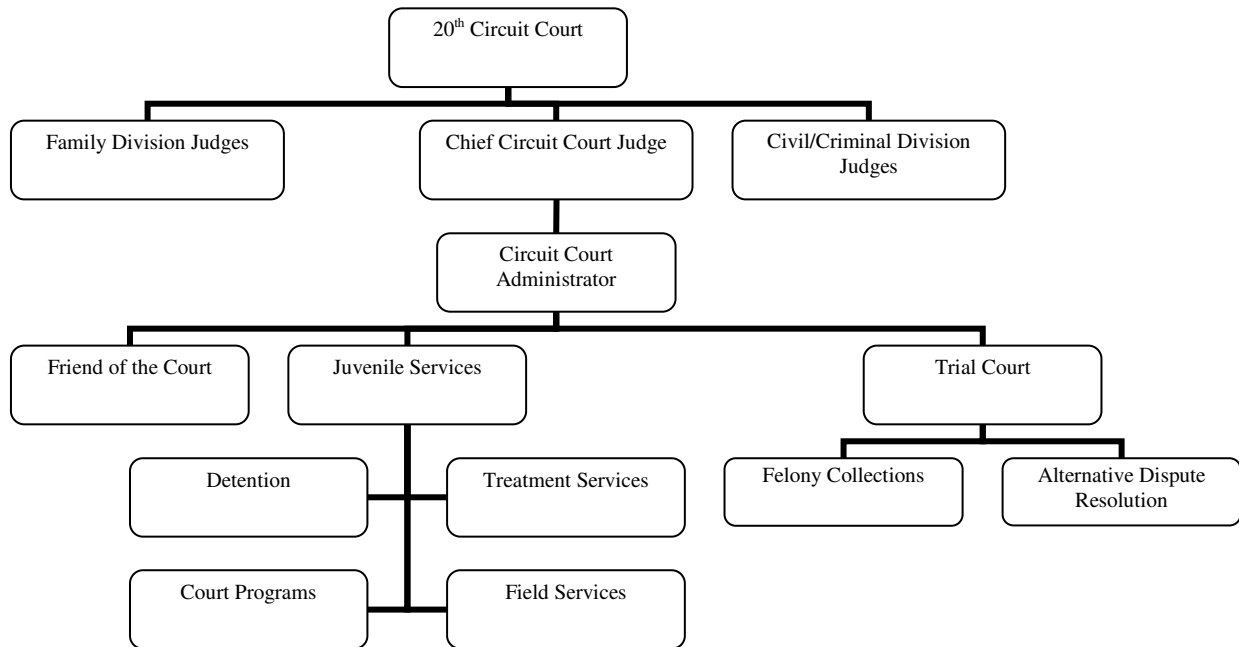 20th Circuit Court
Family Division Judges
Chief Circuit Court Judge
Civil/Criminal Division
Judges
Circuit Court
Administrator
Friend of the Court
Juvenile Services
Trial Court
Detention
Treatment Services
Felony Collections
Alternative Dispute
Resolution
Court Programs
Field Services